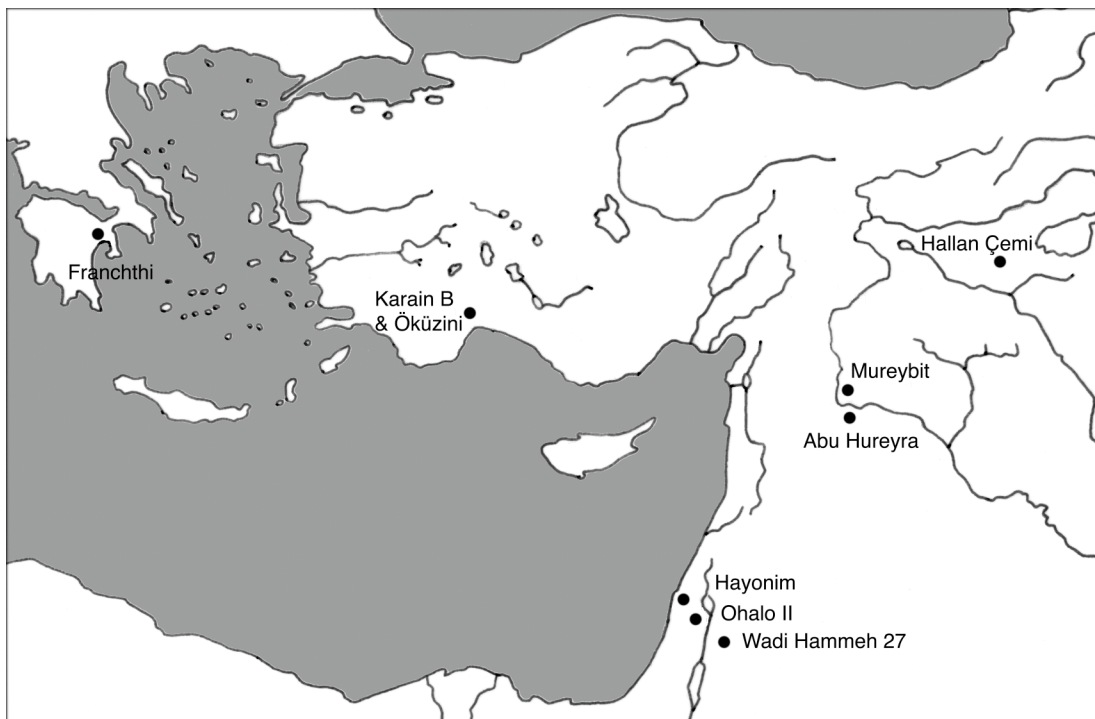 Hallan Çemi
Franchthi
Karain B
& Öküzini
Mureybit
Abu Hureyra
Hayonim
Ohalo II
Wadi Hammeh 27